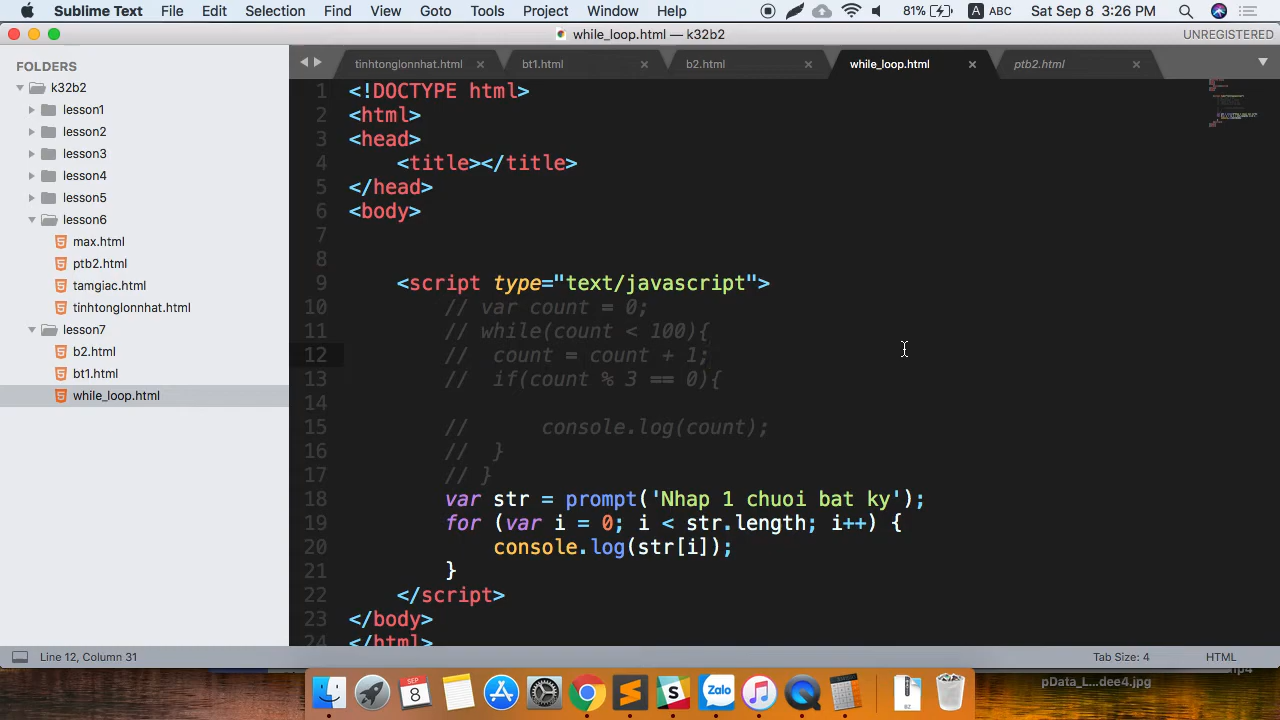 Sublime Text File Edit Selection Find View Goto Tools Project Window Help 81% A ABC Sat Sep 8 3:26 PM
while_loop.html — k32b2
UNREGISTERED
FOLDERS
k32b2
lesson1
lesson2
lesson3
lesson4
lesson5
lesson6
max.html
ptb2.html
tamgiac.html
tinhtonglonnhat.html
lesson7
b2.html
bt1.html
while_loop.html
tinhtonglonnhat.html bt1.html b2.html while_loop.html ptb2.html
1 <!DOCTYPE html>
2 <html>
3 <head>
4 <title></title>
5 </head>
6 <body>
7
8
9 <script type="text/javascript">
10 // var count = 0;
11 // while(count < 100){
12 // count = count + 1;
13 // if(count % 3 == 0){
14
15 // console.log(count);
16 // }
17 // }
18 var str = prompt('Nhap 1 chuoi bat ky');
19 for (var i = 0; i < str.length; i++) {
20 console.log(str[i]);
21 }
22 </script>
23 </body>
24 </html>
Line 12, Column 31
Tab Size: 4
HTML
SEP
8
Zalo
BZ
pData_L...dee4.jpg